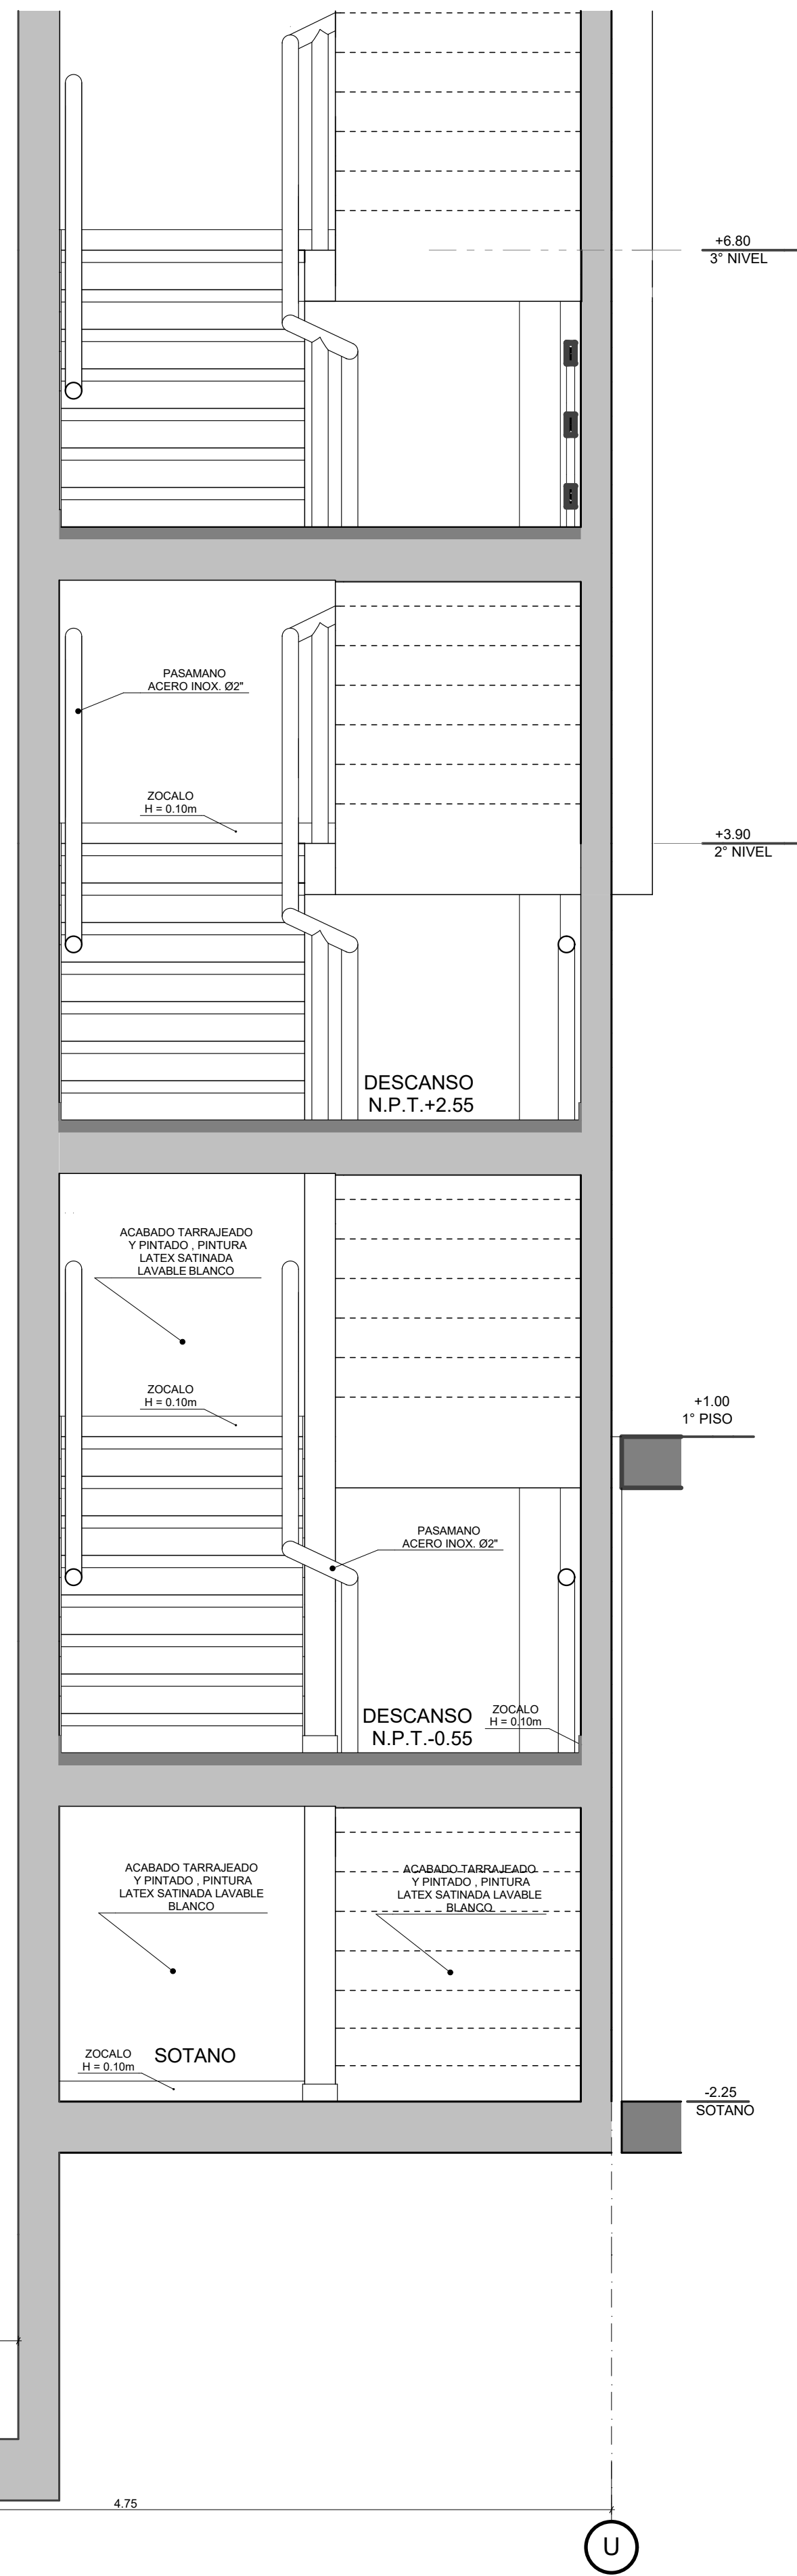 +6.80
3° NIVEL
PASAMANO
ACERO INOX. Ø2"
ZOCALO
H = 0.10m
+3.90
2° NIVEL
DESCANSO
N.P.T.+2.55
ACABADO TARRAJEADO
Y PINTADO , PINTURA
LATEX SATINADA
LAVABLE BLANCO
ZOCALO
H = 0.10m
+1.00
1° PISO
PASAMANO
ACERO INOX. Ø2"
DESCANSO
N.P.T.-0.55
ZOCALO
H = 0.10m
ACABADO TARRAJEADO
Y PINTADO , PINTURA
LATEX SATINADA LAVABLE
BLANCO
ACABADO TARRAJEADO
Y PINTADO , PINTURA
LATEX SATINADA LAVABLE
BLANCO
SOTANO
ZOCALO
H = 0.10m
-2.25
SOTANO
4.75
U